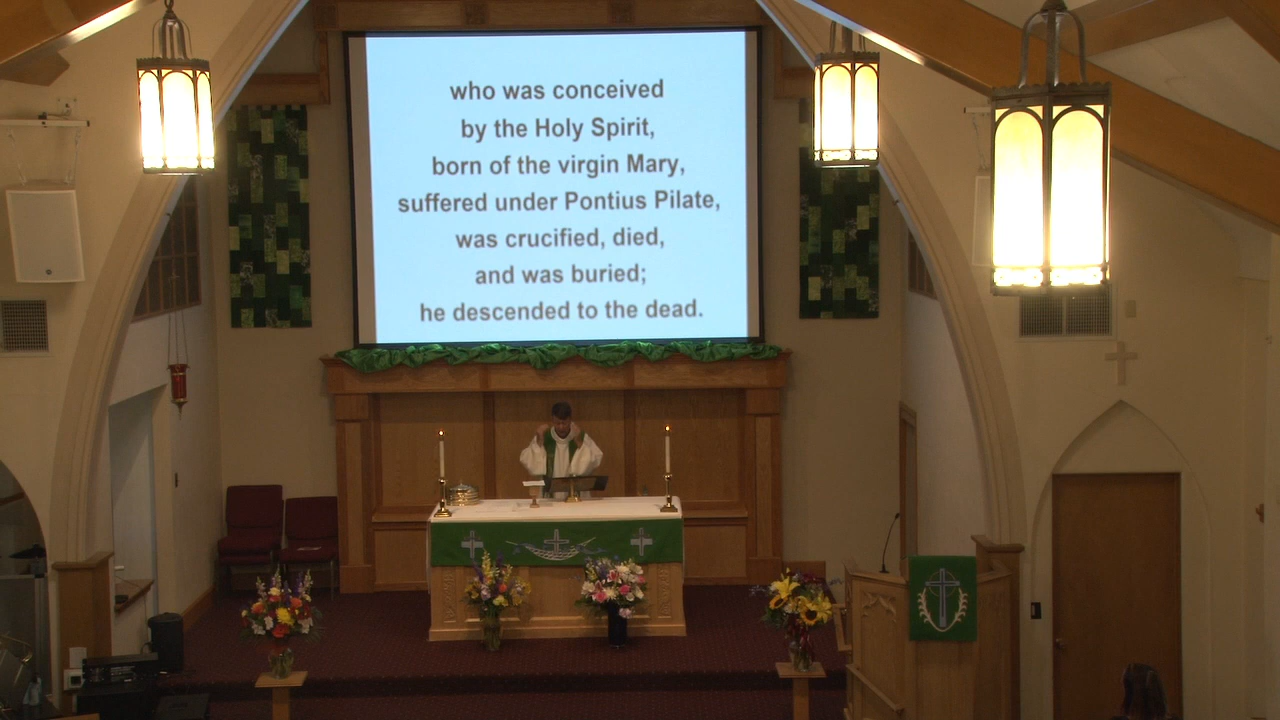 who was conceived
by the Holy Spirit,
born of the virgin Mary,
suffered under Pontius Pilate,
was crucified, died,
and was buried;
he descended to the dead.